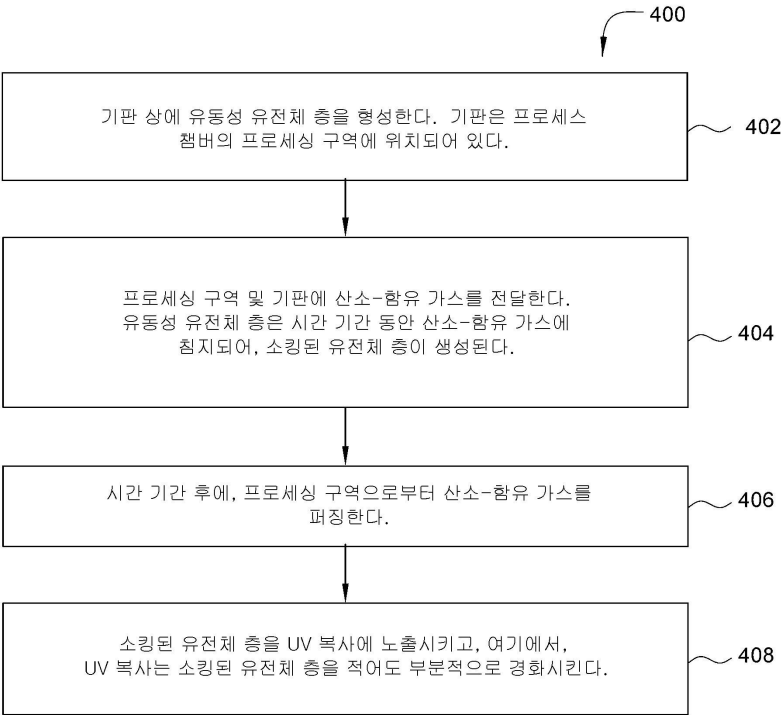 400
기판 상에 유동성 유전체 층을 형성한다. 기판은 프로세스
챔버의 프로세싱 구역에 위치되어 있다.
402
프로세싱 구역 및 기판에 산소-함유 가스를 전달한다.
유동성 유전체 층은 시간 기간 동안 산소-함유 가스에
침지되어, 소킹된 유전체 층이 생성된다.
404
시간 기간 후에, 프로세싱 구역으로부터 산소-함유 가스를
퍼징한다.
406
소킹된 유전체 층을 UV 복사에 노출시키고, 여기에서,
UV 복사는 소킹된 유전체 층을 적어도 부분적으로 경화시킨다.
408